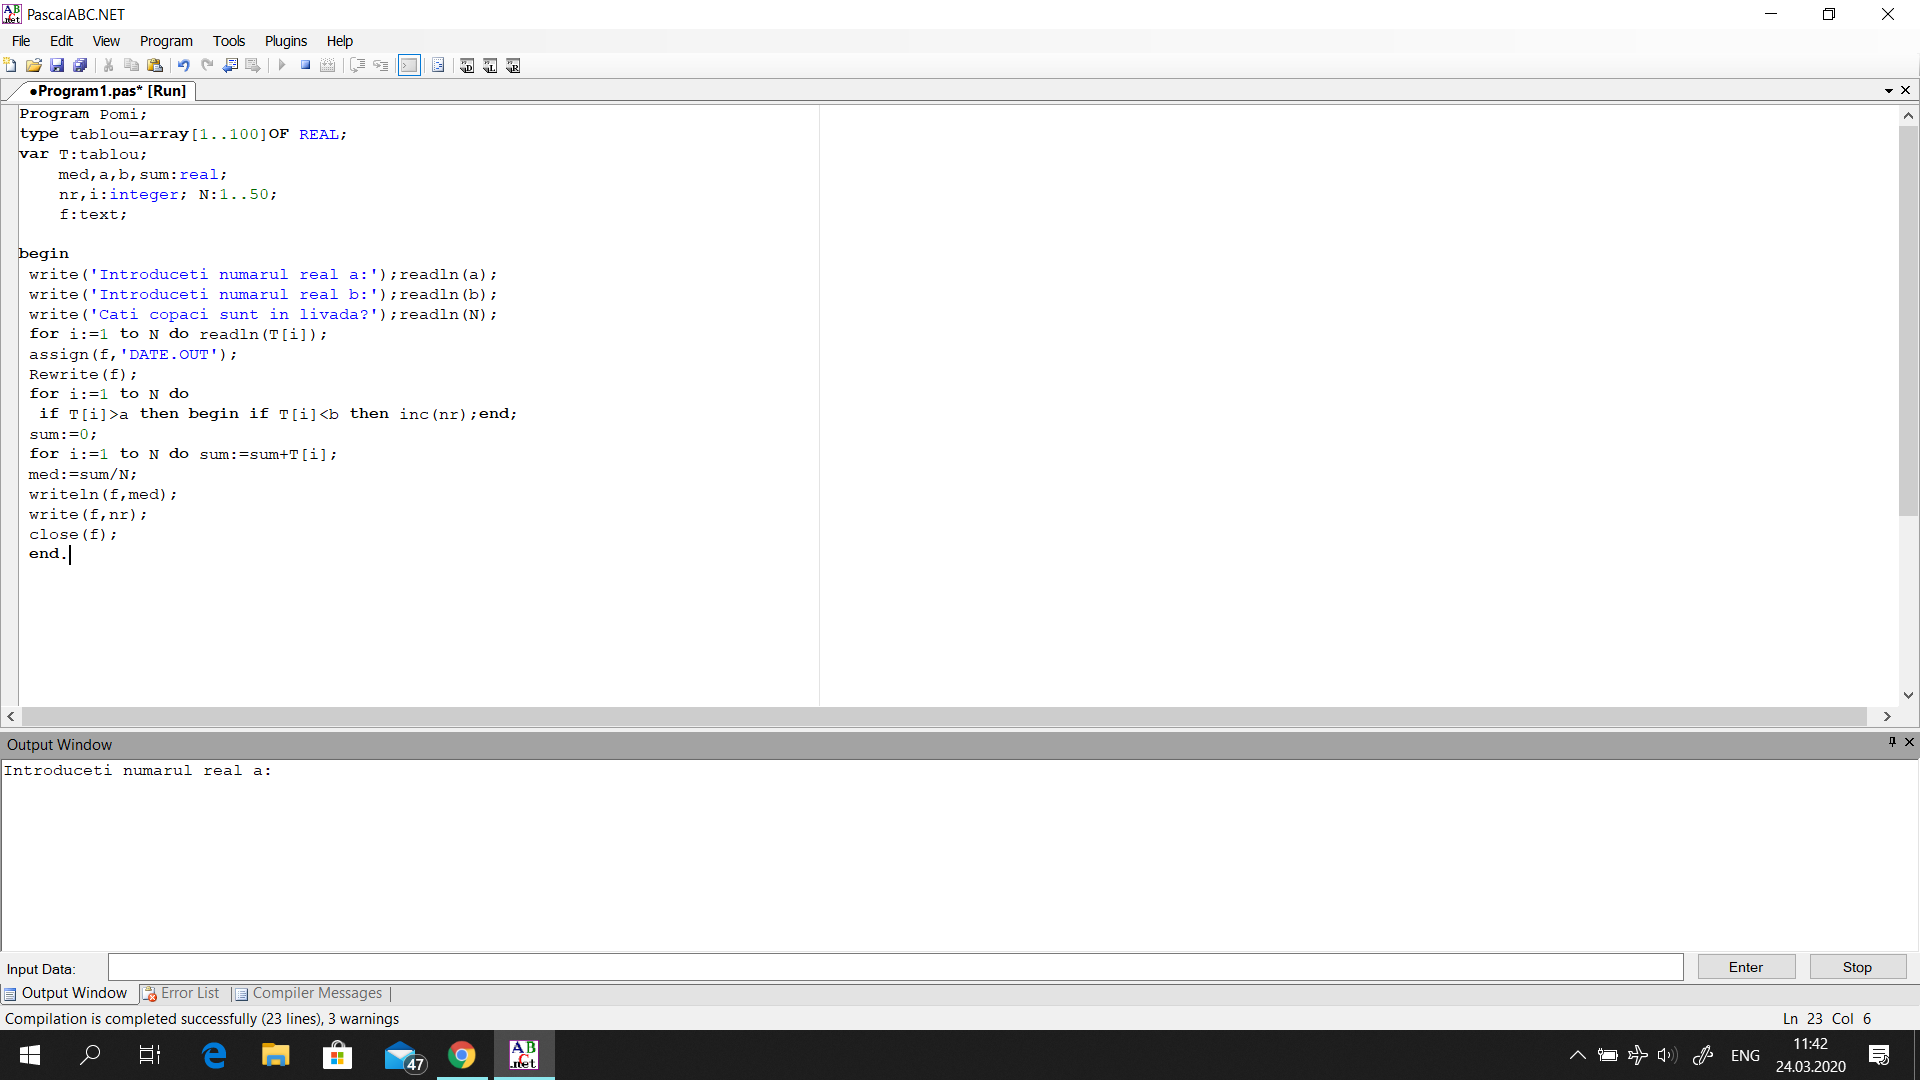 PascalABC.NET
File Edit View Program Tools Plugins Help
●Program1.pas* [Run]
Program Pomi;
type tablou=array[1..100]OF REAL;
var T:tablou;
med,a,b,sum:real;
nr,i:integer; N:1..50;
f:text;
begin
write('Introduceti numarul real a:');readln(a);
write('Introduceti numarul real b:');readln(b);
write('Cati copaci sunt in livada?');readln(N);
for i:=1 to N do readln(T[i]);
assign(f,'DATE.OUT');
Rewrite(f);
for i:=1 to N do
if T[i]>a then begin if T[i]<b then inc(nr);end;
sum:=0;
for i:=1 to N do sum:=sum+T[i];
med:=sum/N;
writeln(f,med);
write(f,nr);
close(f);
end.
Output Window
Introduceti numarul real a:
Input Data: Enter Stop
Output Window Error List Compiler Messages
Compilation is completed successfully (23 lines), 3 warnings Ln 23 Col 6
47 ABC.net ENG 11:42
24.03.2020